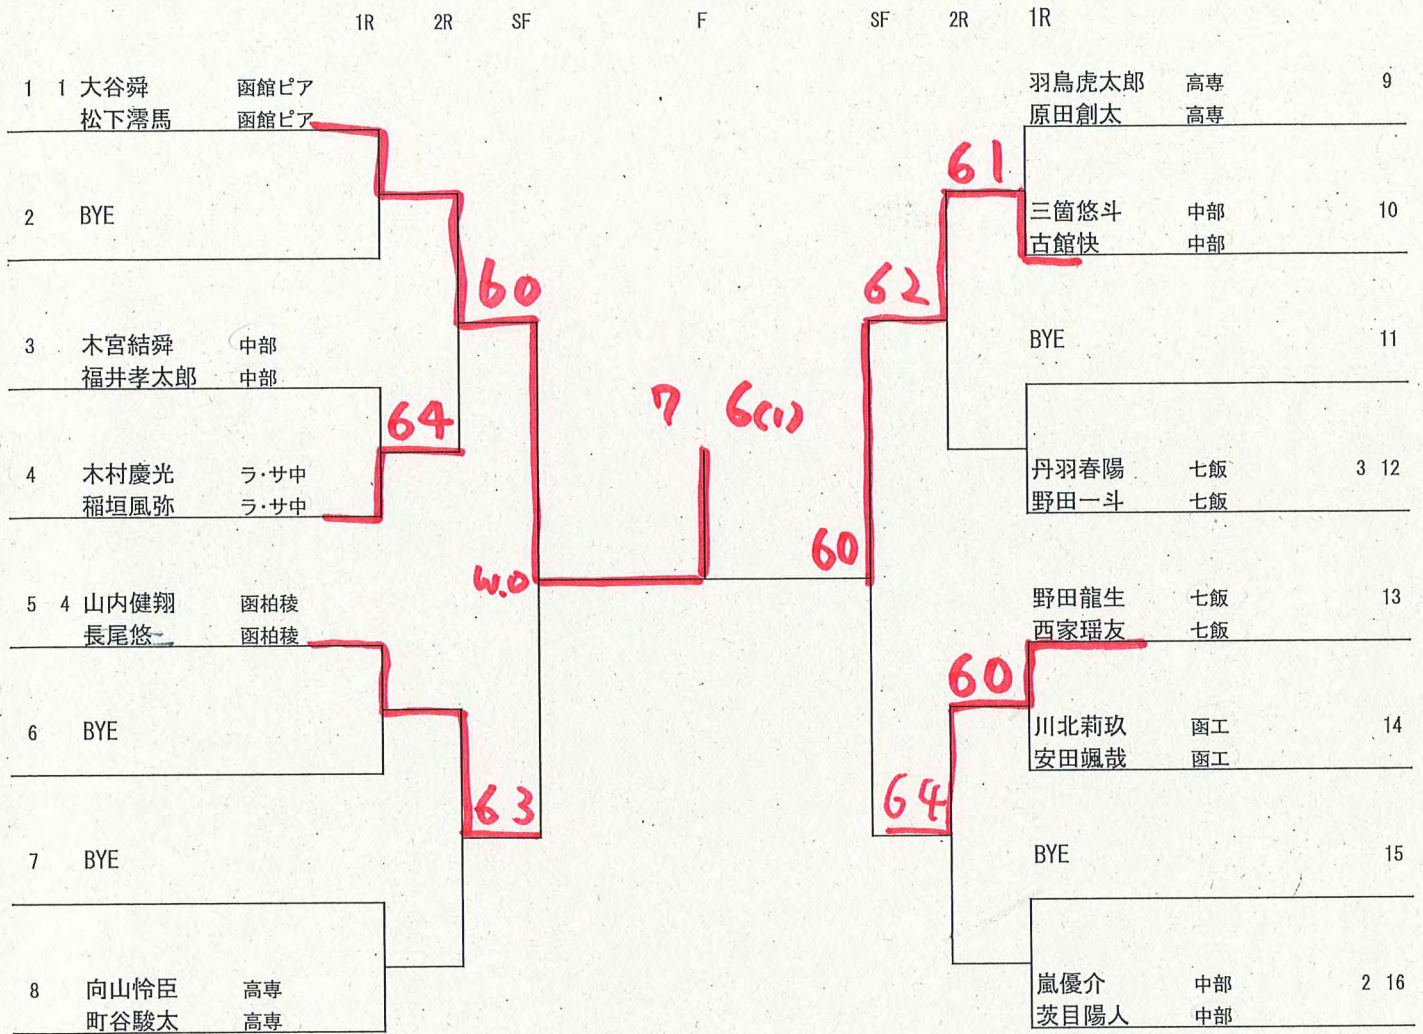 1R 2R SF F SF 2R 1R
1 1 大谷舜 函館ピア
松下澪馬 函館ピア
2 BYE
60
3 木宮結舜 中部
福井孝太郎 中部
64
4 木村慶光 ラ・サ中
稲垣風弥 ラ・サ中
W.O
5 4 山内健翔 函柏稜
長尾悠二 函柏稜
6 BYE
63
7 BYE
8 向山怜臣 高専
町谷駿太 高専
7 6(1)
羽鳥虎太郎 高専 9
原田創太 高専
61
三箇悠斗 中部 10
古館快 中部
62
BYE 11
丹羽春陽 七飯 3 12
野田一斗 七飯
60
野田龍生 七飯 13
西家瑶友 七飯
60
川北莉玖 函工 14
安田颯哉 函工
64
BYE 15
嵐優介 中部 2 16
茨目陽人 中部